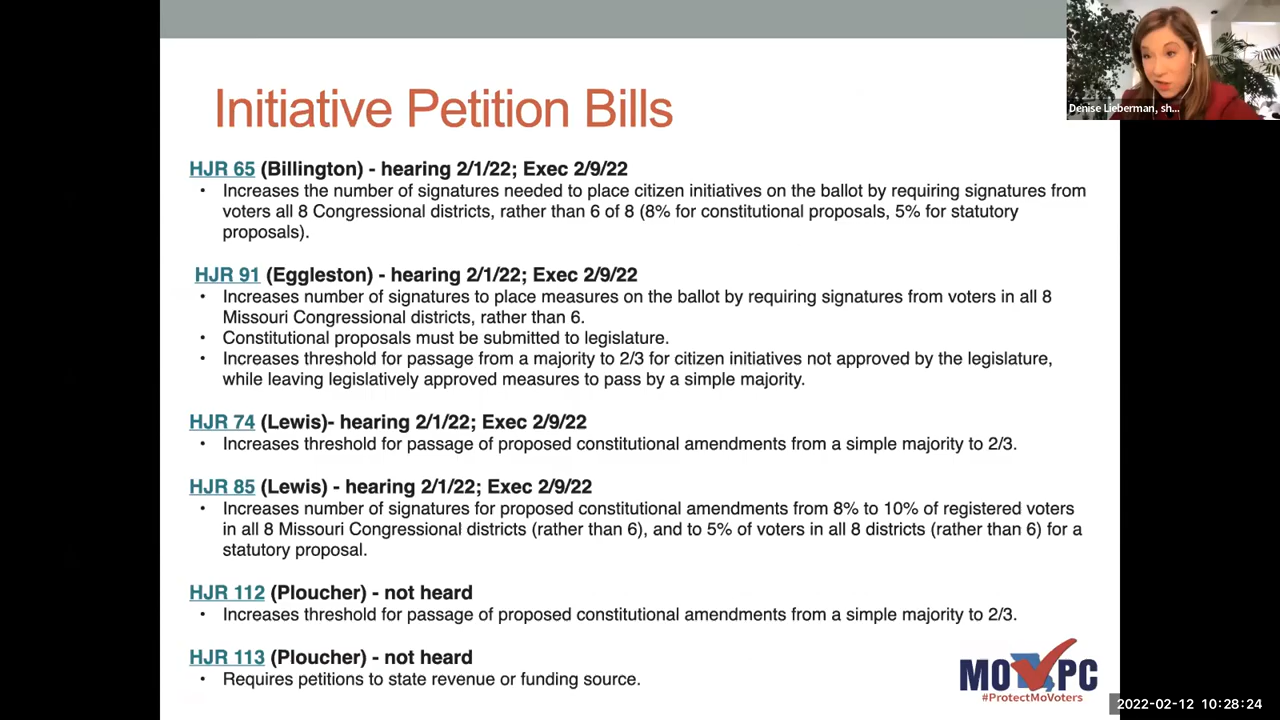 Initiative Petition Bills
Denise Lieberman, sh...
HJR 65 (Billington) - hearing 2/1/22; Exec 2/9/22
• Increases the number of signatures needed to place citizen initiatives on the ballot by requiring signatures from
voters all 8 Congressional districts, rather than 6 of 8 (8% for constitutional proposals, 5% for statutory
proposals).
HJR 91 (Eggleston) - hearing 2/1/22; Exec 2/9/22
• Increases number of signatures to place measures on the ballot by requiring signatures from voters in all 8
Missouri Congressional districts, rather than 6.
• Constitutional proposals must be submitted to legislature.
• Increases threshold for passage from a majority to 2/3 for citizen initiatives not approved by the legislature,
while leaving legislatively approved measures to pass by a simple majority.
HJR 74 (Lewis)- hearing 2/1/22; Exec 2/9/22
• Increases threshold for passage of proposed constitutional amendments from a simple majority to 2/3.
HJR 85 (Lewis) - hearing 2/1/22; Exec 2/9/22
• Increases number of signatures for proposed constitutional amendments from 8% to 10% of registered voters
in all 8 Missouri Congressional districts (rather than 6), and to 5% of voters in all 8 districts (rather than 6) for a
statutory proposal.
HJR 112 (Ploucher) - not heard
• Increases threshold for passage of proposed constitutional amendments from a simple majority to 2/3.
HJR 113 (Ploucher) - not heard
• Requires petitions to state revenue or funding source.
MO PC
#ProtectMoVoters
2022-02-12 10:28:24